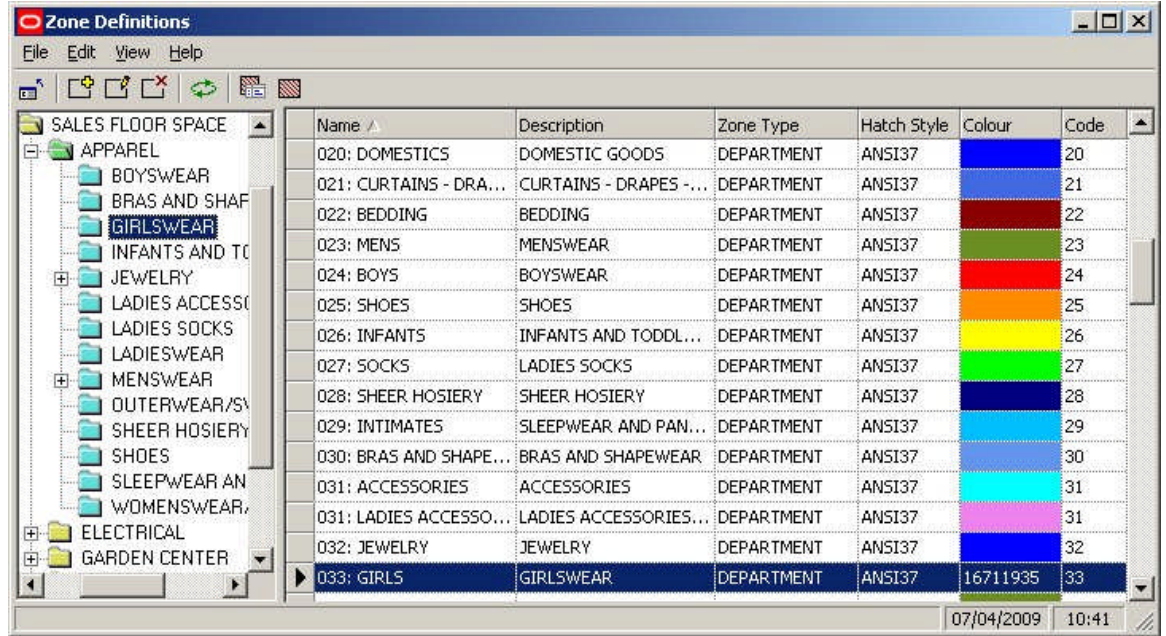 Zone Definitions
File Edit View Help
SALES FLOOR SPACE
APPAREL
BOYSWEAR
BRAS AND SHAF
GIRLSWEAR
INFANTS AND TO
JEWELRY
LADIES ACCESSO
LADIES SOCKS
LADIESWEAR
MENSWEAR
OUTERWEAR/SW
SHEER HOSIERY
SHOES
SLEEPWEAR AN
WOMENSWEAR/
ELECTRICAL
GARDEN CENTER
Name Description Zone Type Hatch Style Colour Code
020: DOMESTICS DOMESTIC GOODS DEPARTMENT ANSI37 20
021: CURTAINS - DRA... CURTAINS - DRAPES -... DEPARTMENT ANSI37 21
022: BEDDING BEDDING DEPARTMENT ANSI37 22
023: MENS MENSWEAR DEPARTMENT ANSI37 23
024: BOYS BOYSWEAR DEPARTMENT ANSI37 24
025: SHOES SHOES DEPARTMENT ANSI37 25
026: INFANTS INFANTS AND TODDL... DEPARTMENT ANSI37 26
027: SOCKS LADIES SOCKS DEPARTMENT ANSI37 27
028: SHEER HOSIERY SHEER HOSIERY DEPARTMENT ANSI37 28
029: INTIMATES SLEEPWEAR AND PAN... DEPARTMENT ANSI37 29
030: BRAS AND SHAPE... BRAS AND SHAPEWEAR DEPARTMENT ANSI37 30
031: ACCESSORIES ACCESSORIES DEPARTMENT ANSI37 31
031: LADIES ACCESSO... LADIES ACCESSORIES... DEPARTMENT ANSI37 31
032: JEWELRY JEWELRY DEPARTMENT ANSI37 32
033: GIRLS GIRLSWEAR DEPARTMENT ANSI37 16711935 33
07/04/2009 10:41